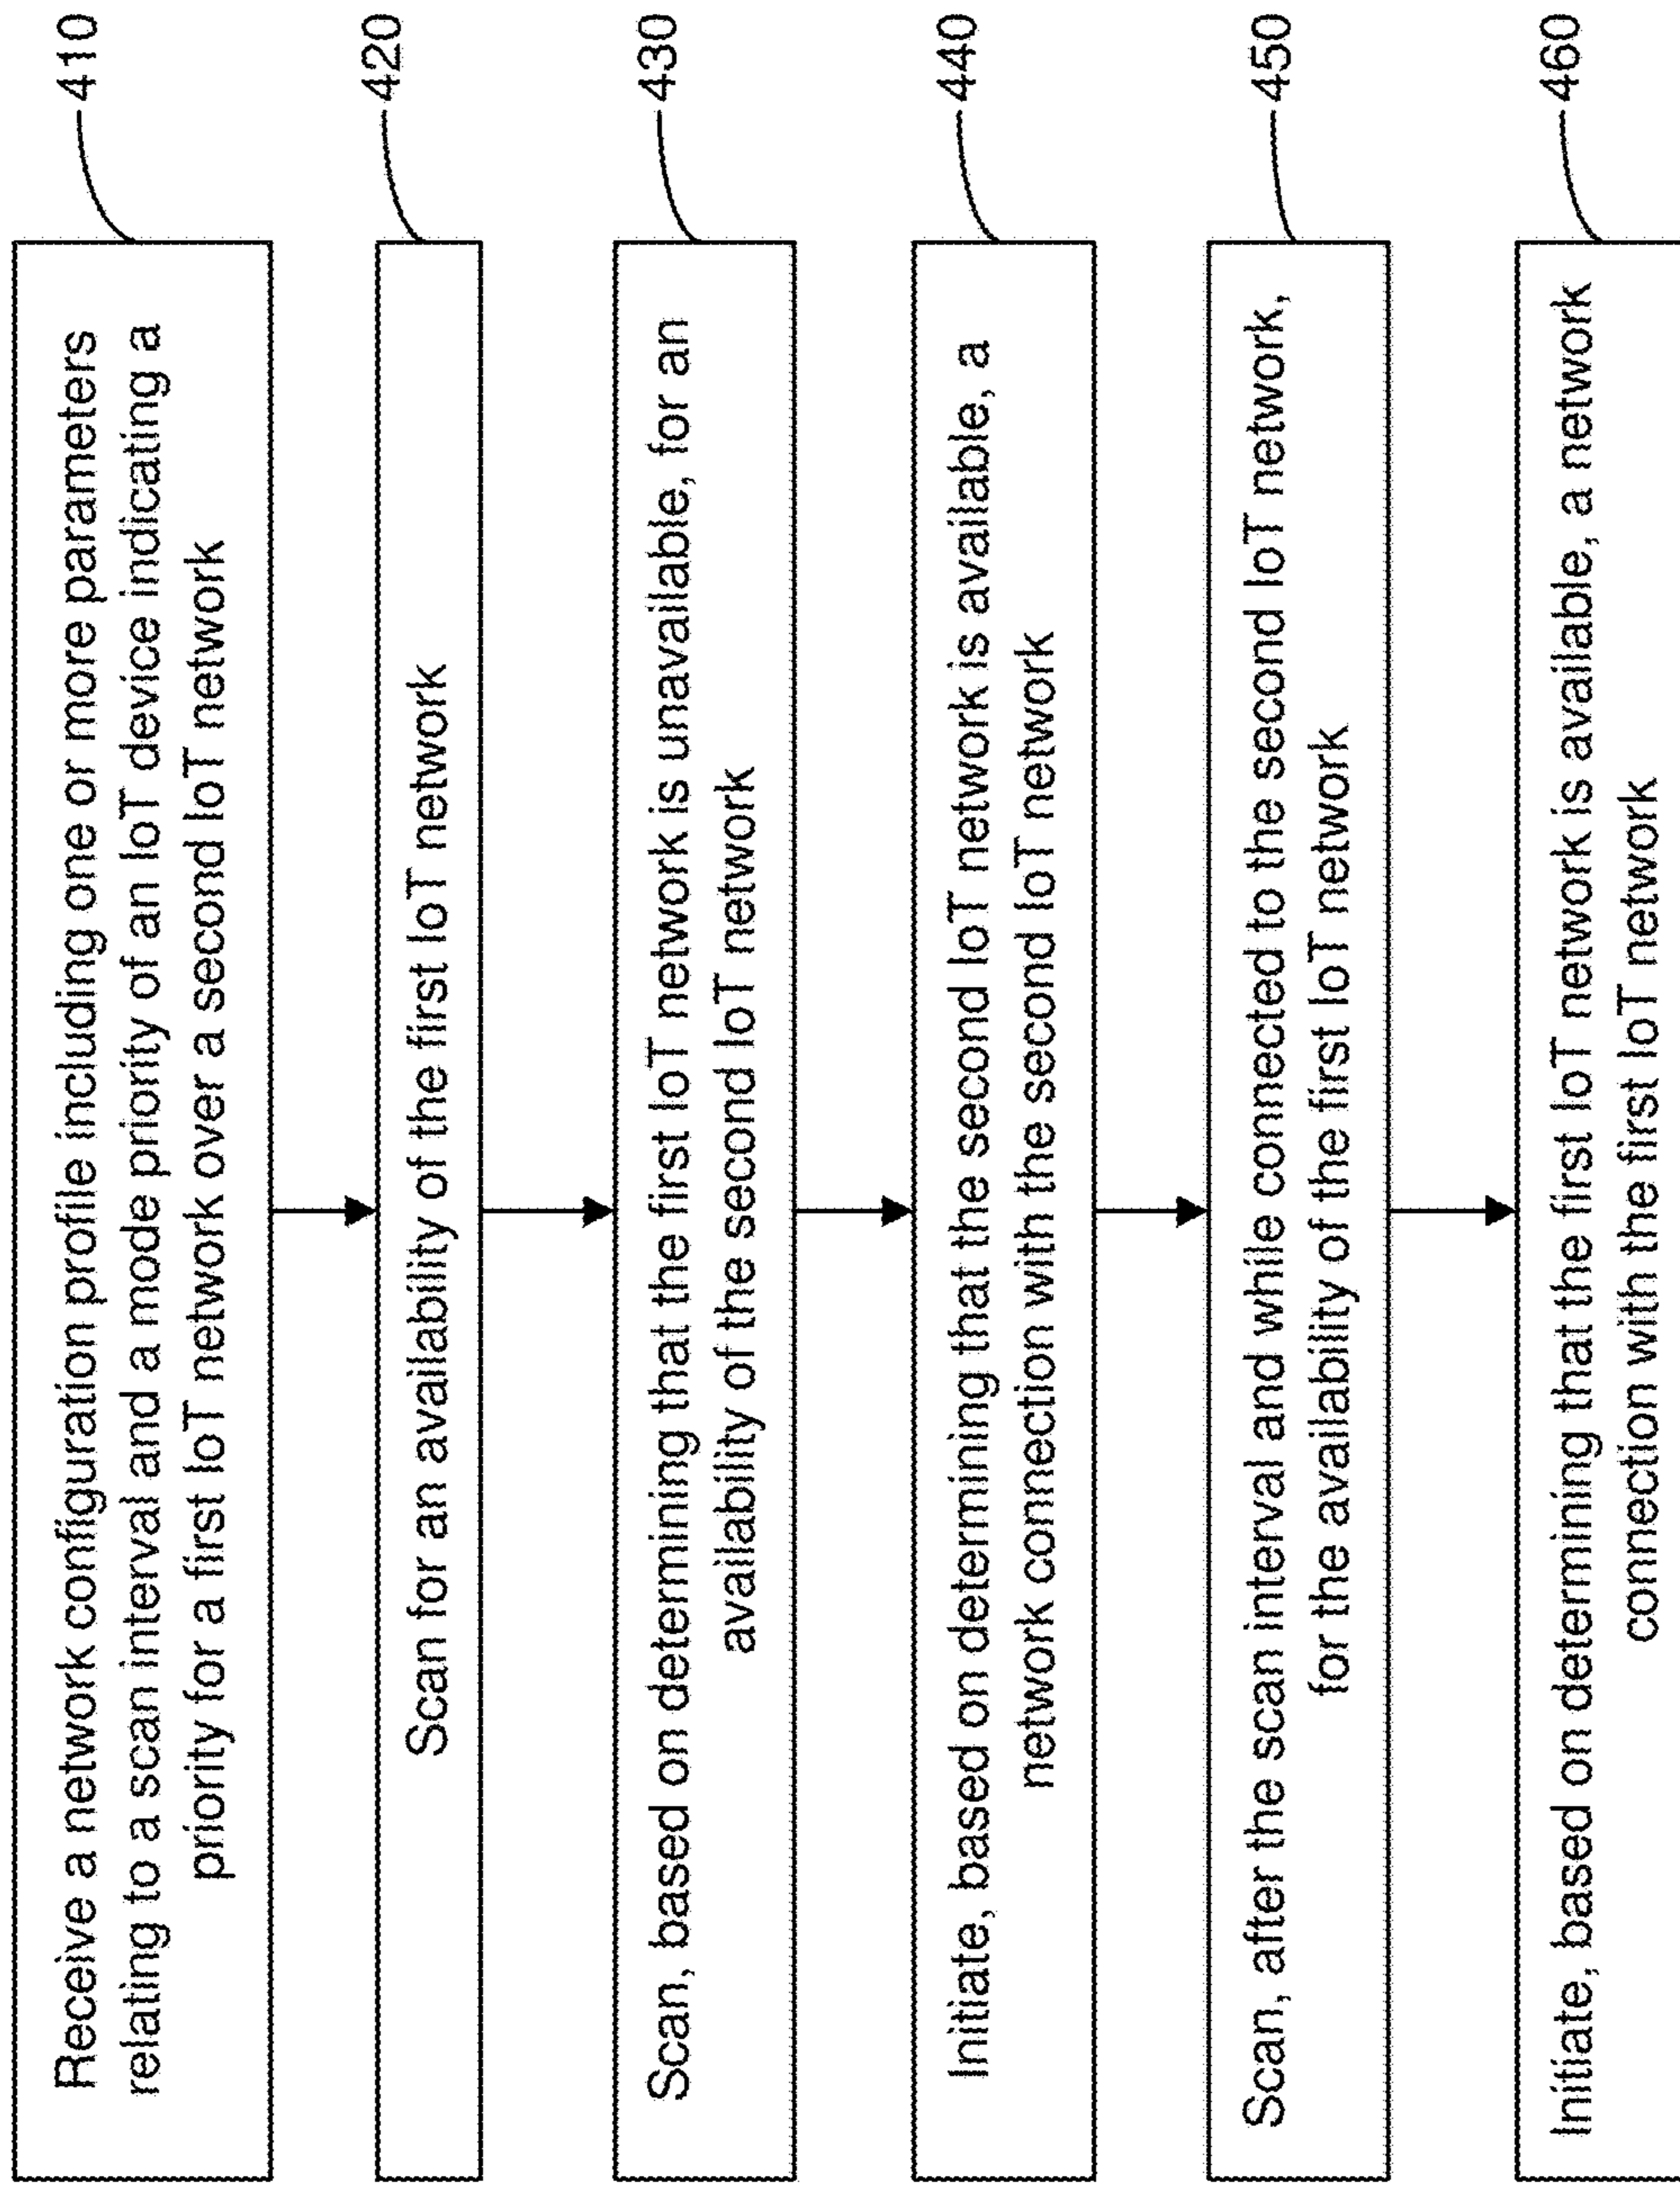 Receive a network configuration profile including one or more parameters
relating to a scan interval and a mode priority of an IoT device indicating a
priority for a first IoT network over a second IoT network
410
Scan for an availability of the first IoT network
420
Scan, based on determining that the first IoT network is unavailable, for an
availability of the second IoT network
430
Initiate, based on determining that the second IoT network is available, a
network connection with the second IoT network
440
Scan, after the scan interval and while connected to the second IoT network,
for the availability of the first IoT network
450
Initiate, based on determining that the first IoT network is available, a network
connection with the first IoT network
460